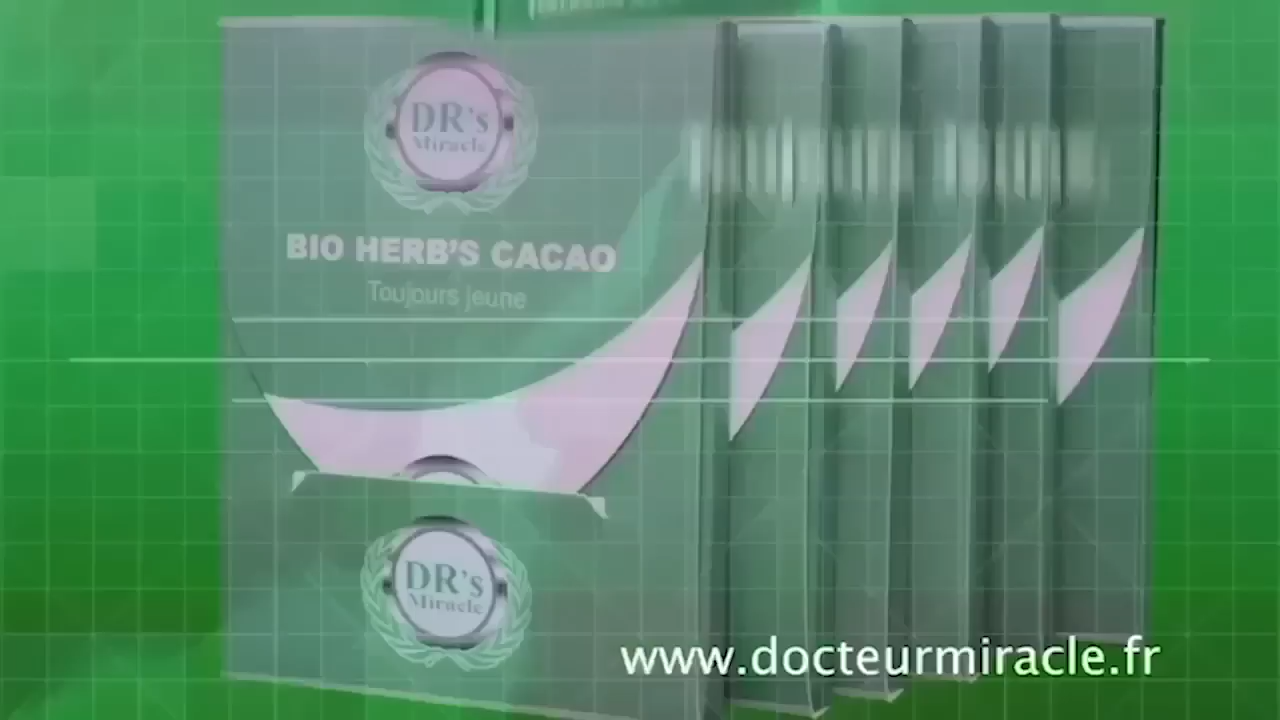 DR's
Miracle
BIO HERB'S CACAO
Toujours jeune
DR's
Miracle
www.docteurmiracle.fr